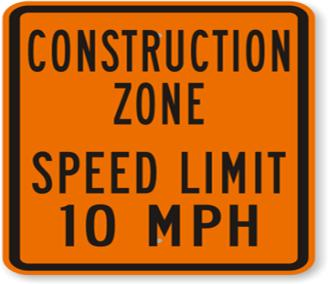 CONSTRUCTION
ZONE
SPEED LIMIT
10 MPH